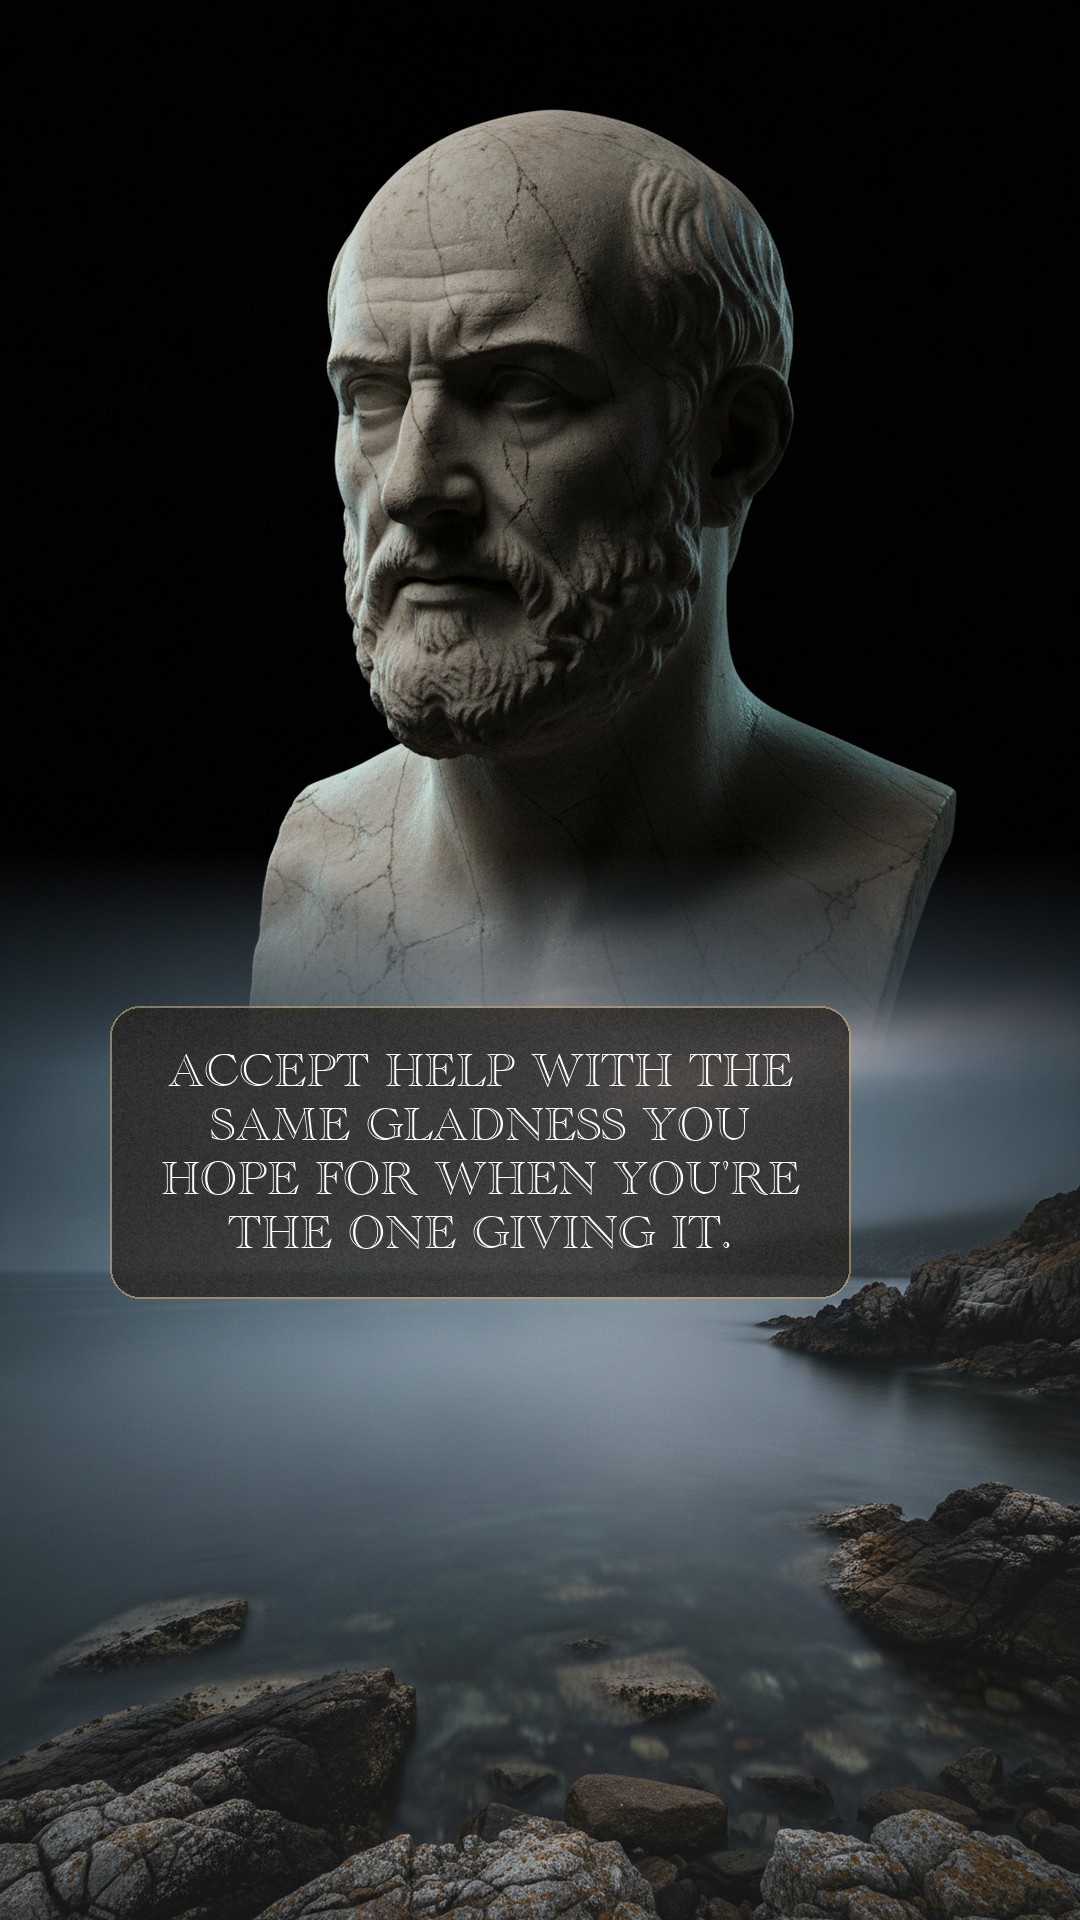 ACCEPT HELP WITH THE
SAME GLADNESS YOU
HOPE FOR WHEN YOU'RE
THE ONE GIVING IT.